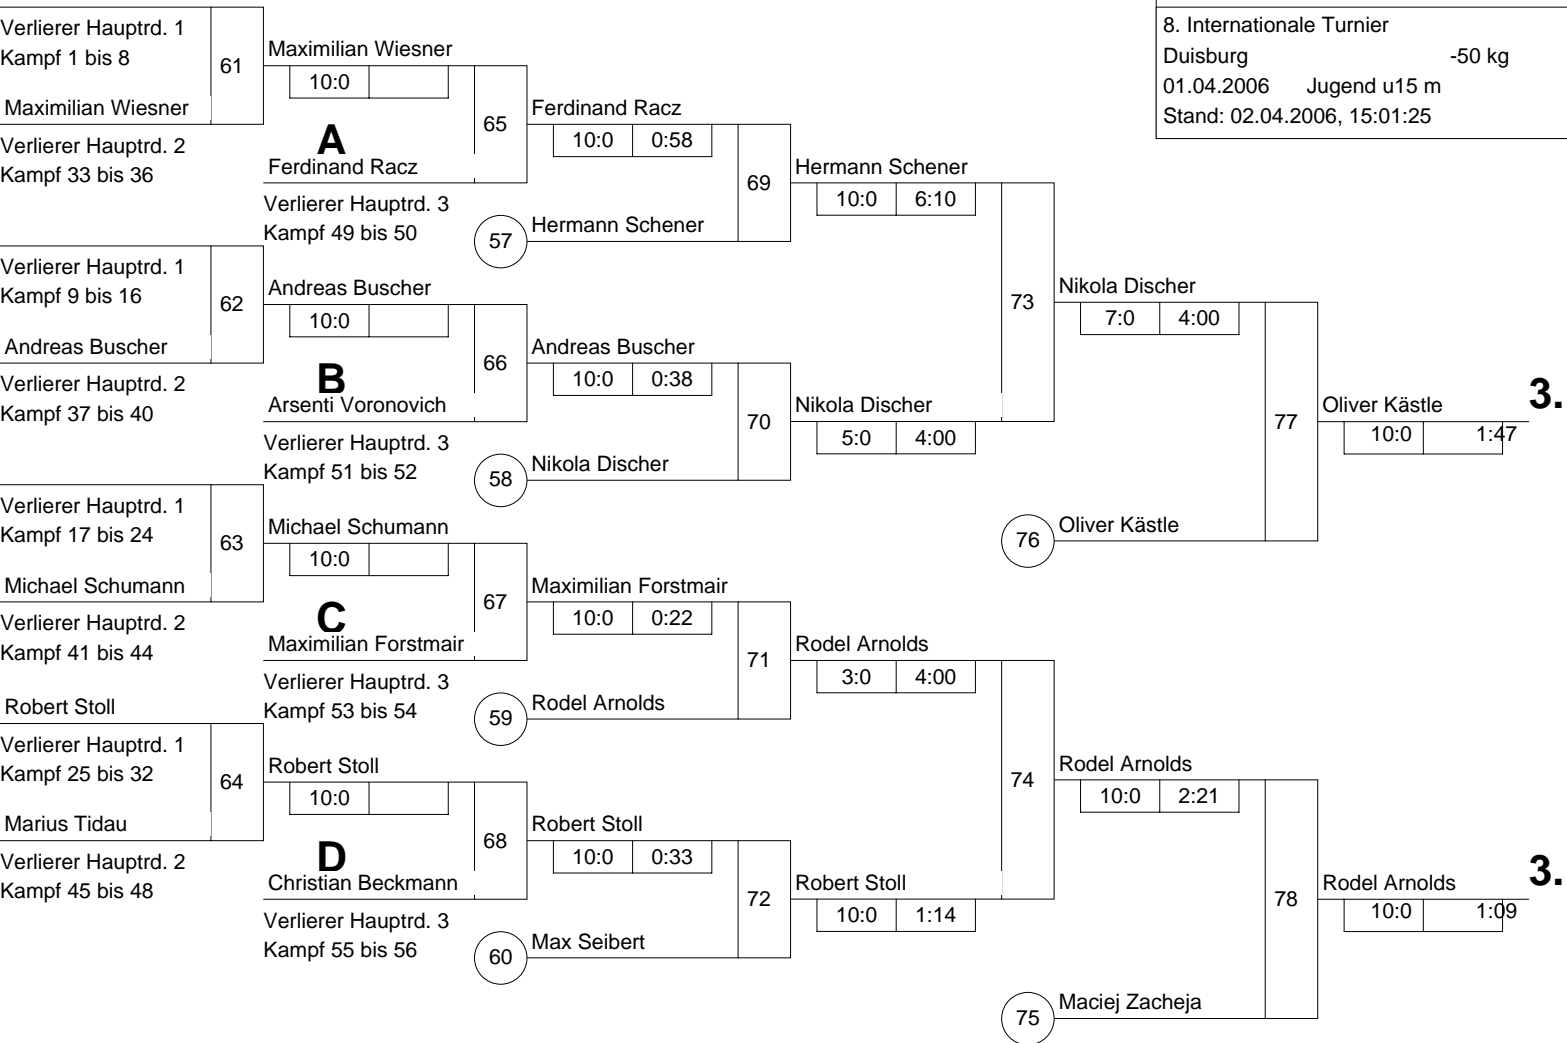 8. Internationale Turnier
Duisburg -50 kg
01.04.2006 Jugend u15 m
Stand: 02.04.2006, 15:01:25
Verlierer Hauptrd. 1
Kampf 1 bis 8
61
Maximilian Wiesner
Verlierer Hauptrd. 2
Kampf 33 bis 36
Verlierer Hauptrd. 1
Kampf 9 bis 16
62
Andreas Buscher
Verlierer Hauptrd. 2
Kampf 37 bis 40
Verlierer Hauptrd. 1
Kampf 17 bis 24
63
Michael Schumann
Verlierer Hauptrd. 2
Kampf 41 bis 44
Robert Stoll
Verlierer Hauptrd. 1
Kampf 25 bis 32
64
Marius Tidau
Verlierer Hauptrd. 2
Kampf 45 bis 48
Maximilian Wiesner
10:0
A
65
Ferdinand Racz
Verlierer Hauptrd. 3
Kampf 49 bis 50
Andreas Buscher
10:0
B
66
Arsenti Voronovich
Verlierer Hauptrd. 3
Kampf 51 bis 52
Michael Schumann
10:0
C
67
Maximilian Forstmair
Verlierer Hauptrd. 3
Kampf 53 bis 54
Robert Stoll
10:0
D
68
Christian Beckmann
Verlierer Hauptrd. 3
Kampf 55 bis 56
Ferdinand Racz
10:0 0:58
69
57 Hermann Schener
Andreas Buscher
10:0 0:38
70
58 Nikola Discher
Maximilian Forstmair
10:0 0:22
71
59 Rodel Arnolds
Robert Stoll
10:0 0:33
72
60 Max Seibert
Hermann Schener
10:0 6:10
73
Nikola Discher
5:0 4:00
Rodel Arnolds
3:0 4:00
74
Robert Stoll
10:0 1:14
Nikola Discher
7:0 4:00
77
76 Oliver Kästle
Rodel Arnolds
10:0 2:21
78
75 Maciej Zacheja
Oliver Kästle 3.
10:0 1:47
Rodel Arnolds 3.
10:0 1:09